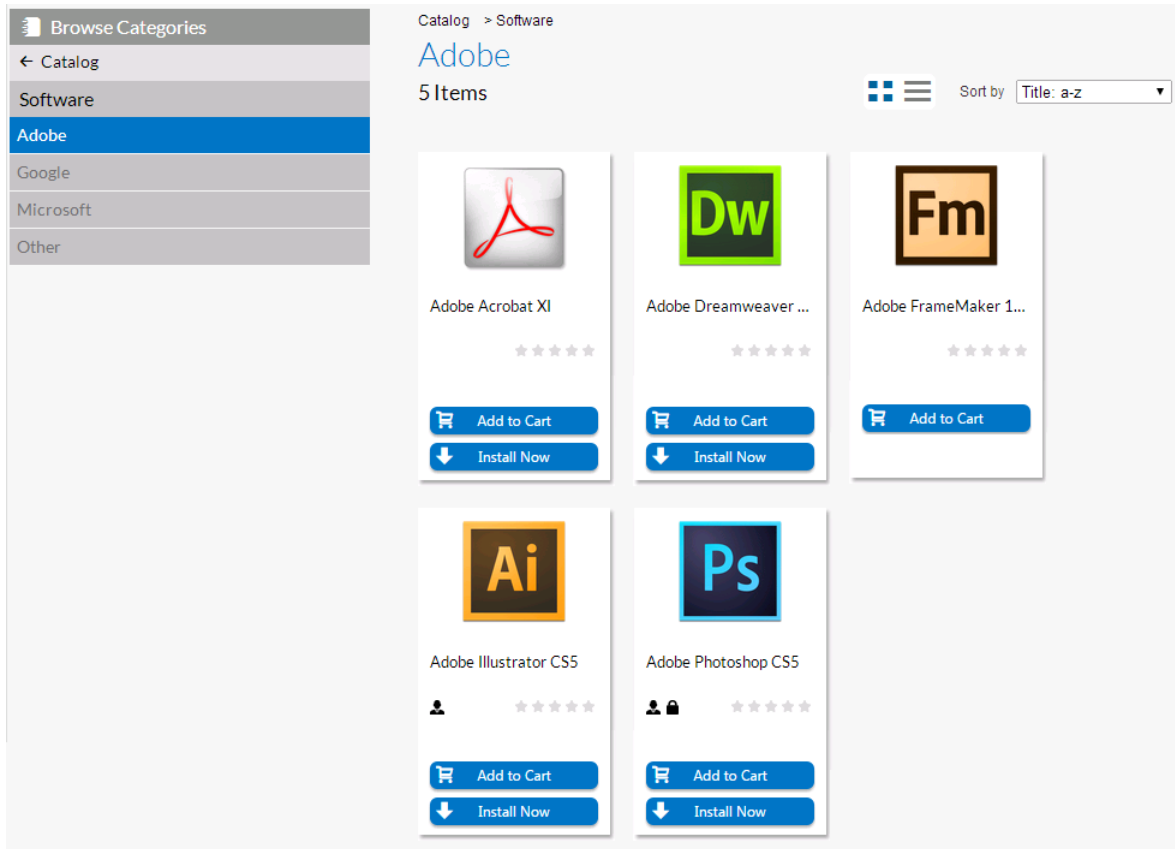 Browse Categories
← Catalog
Software
Adobe
Google
Microsoft
Other
Catalog > Software
Adobe
5 Items
Sort by Title: a-z
Dw
Fm
Adobe Acrobat XI
Adobe Dreamweaver ...
Adobe FrameMaker 1...
Add to Cart
Install Now
Add to Cart
Install Now
Add to Cart
Ai
Ps
Adobe Illustrator CS5
Adobe Photoshop CS5
Add to Cart
Install Now
Add to Cart
Install Now